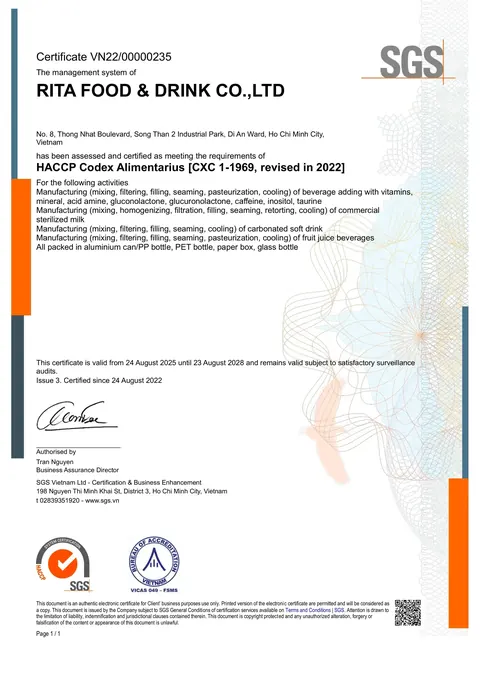 Certificate VN22/00000235
SGS
The management system of
RITA FOOD & DRINK CO.,LTD
No. 8, Thong Nhat Boulevard, Song Than 2 Industrial Park, Di An Ward, Ho Chi Minh City,
Vietnam
has been assessed and certified as meeting the requirements of
HACCP Codex Alimentarius [CXC 1-1969, revised in 2022]
For the following activities
Manufacturing (mixing, filtering, filling, seaming, pasteurization, cooling) of beverage adding with vitamins,
mineral, acid amine, gluconolactone, glucuronolactone, caffeine, inositol, taurine
Manufacturing (mixing, homogenizing, filtration, filling, seaming, retorting, cooling) of commercial
sterilized milk
Manufacturing (mixing, filtering, filling, seaming, cooling) of carbonated soft drink
Manufacturing (mixing, filtering, filling, seaming, pasteurization, cooling) of fruit juice beverages
All packed in aluminium can/PP bottle, PET bottle, paper box, glass bottle
This certificate is valid from 24 August 2025 until 23 August 2028 and remains valid subject to satisfactory surveillance
audits.
Issue 3. Certified since 24 August 2022
Authorised by
Tran Nguyen
Business Assurance Director
SGS Vietnam Ltd - Certification & Business Enhancement
198 Nguyen Thi Minh Khai St, District 3, Ho Chi Minh City, Vietnam
t 02839351920 - www.sgs.vn
SYSTEM CERTIFICATION
HACCP
SGS
BUREAU OF ACCREDITATION
VIETNAM
VICAS 049 - FSMS
This document is an authentic electronic certificate for Client' business purposes use only. Printed version of the electronic certificate are permitted and will be considered as
a copy. This document is issued by the Company subject to SGS General Conditions of certification services available on Terms and Conditions | SGS. Attention is drawn to
the limitation of liability, indemnification and jurisdictional clauses contained therein. This document is copyright protected and any unauthorized alteration, forgery or
falsification of the content or appearance of this document is unlawful.
Page 1 / 1